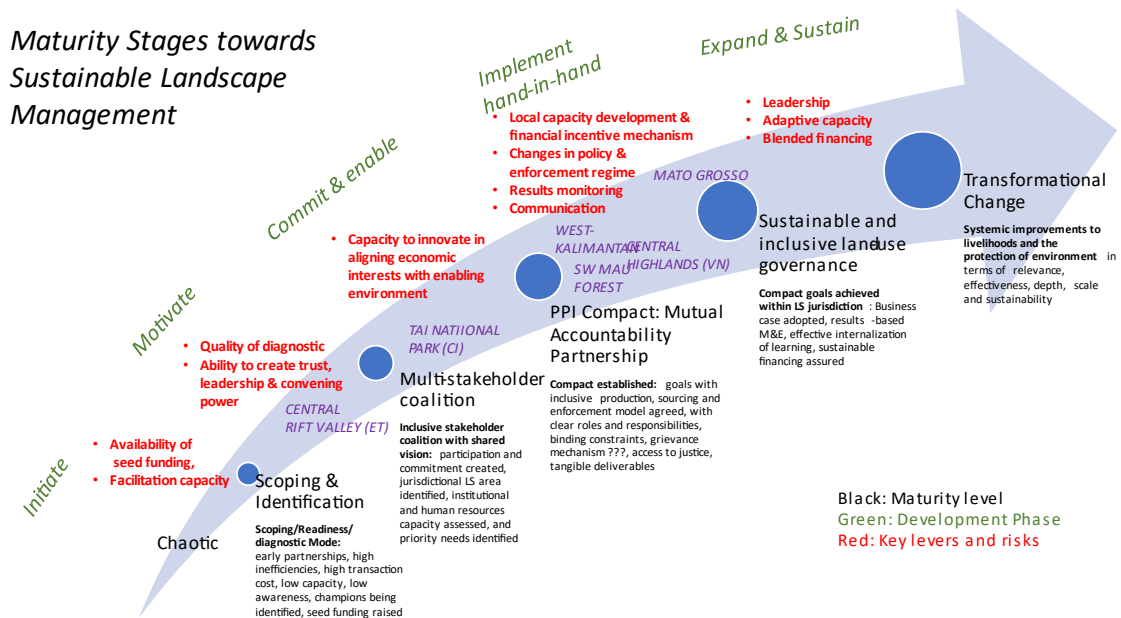 Maturity Stages towards
Sustainable Landscape
Management
Initiate
Motivate
Commit & enable
Implement
hand-in-hand
Expand & Sustain
• Availability of
seed funding,
• Facilitation capacity
• Quality of diagnostic
• Ability to create trust,
leadership & convening
power
• Capacity to innovate in
aligning economic
interests with enabling
environment
• Local capacity development &
financial incentive mechanism
• Changes in policy &
enforcement regime
• Results monitoring
• Communication
• Leadership
• Adaptive capacity
• Blended financing
CENTRAL
RIFT VALLEY (ET)
TAI NATIIONAL
PARK (CI)
WEST-
KALIMANTAN
SW MAU
FOREST
CENTRAL
HIGHLANDS (VN)
MATO GROSSO
Chaotic
Scoping &
Identification
Scoping/Readiness/
diagnostic Mode:
early partnerships, high
inefficiencies, high transaction
cost, low capacity, low
awareness, champions being
identified, seed funding raised
Multi-stakeholder
coalition
Inclusive stakeholder
coalition with shared
vision: participation and
commitment created,
jurisdictional LS area
identified, institutional
and human resources
capacity assessed, and
priority needs identified
PPI Compact: Mutual
Accountability
Partnership
Compact established: goals with
inclusive production, sourcing and
enforcement model agreed, with
clear roles and responsibilities,
binding constraints, grievance
mechanism ???, access to justice,
tangible deliverables
Sustainable and
inclusive landuse
governance
Compact goals achieved
within LS jurisdiction : Business
case adopted, results -based
M&E, effective internalization
of learning, sustainable
financing assured
Transformational
Change
Systemic improvements to
livelihoods and the
protection of environment in
terms of relevance,
effectiveness, depth, scale
and sustainability
Black: Maturity level
Green: Development Phase
Red: Key levers and risks